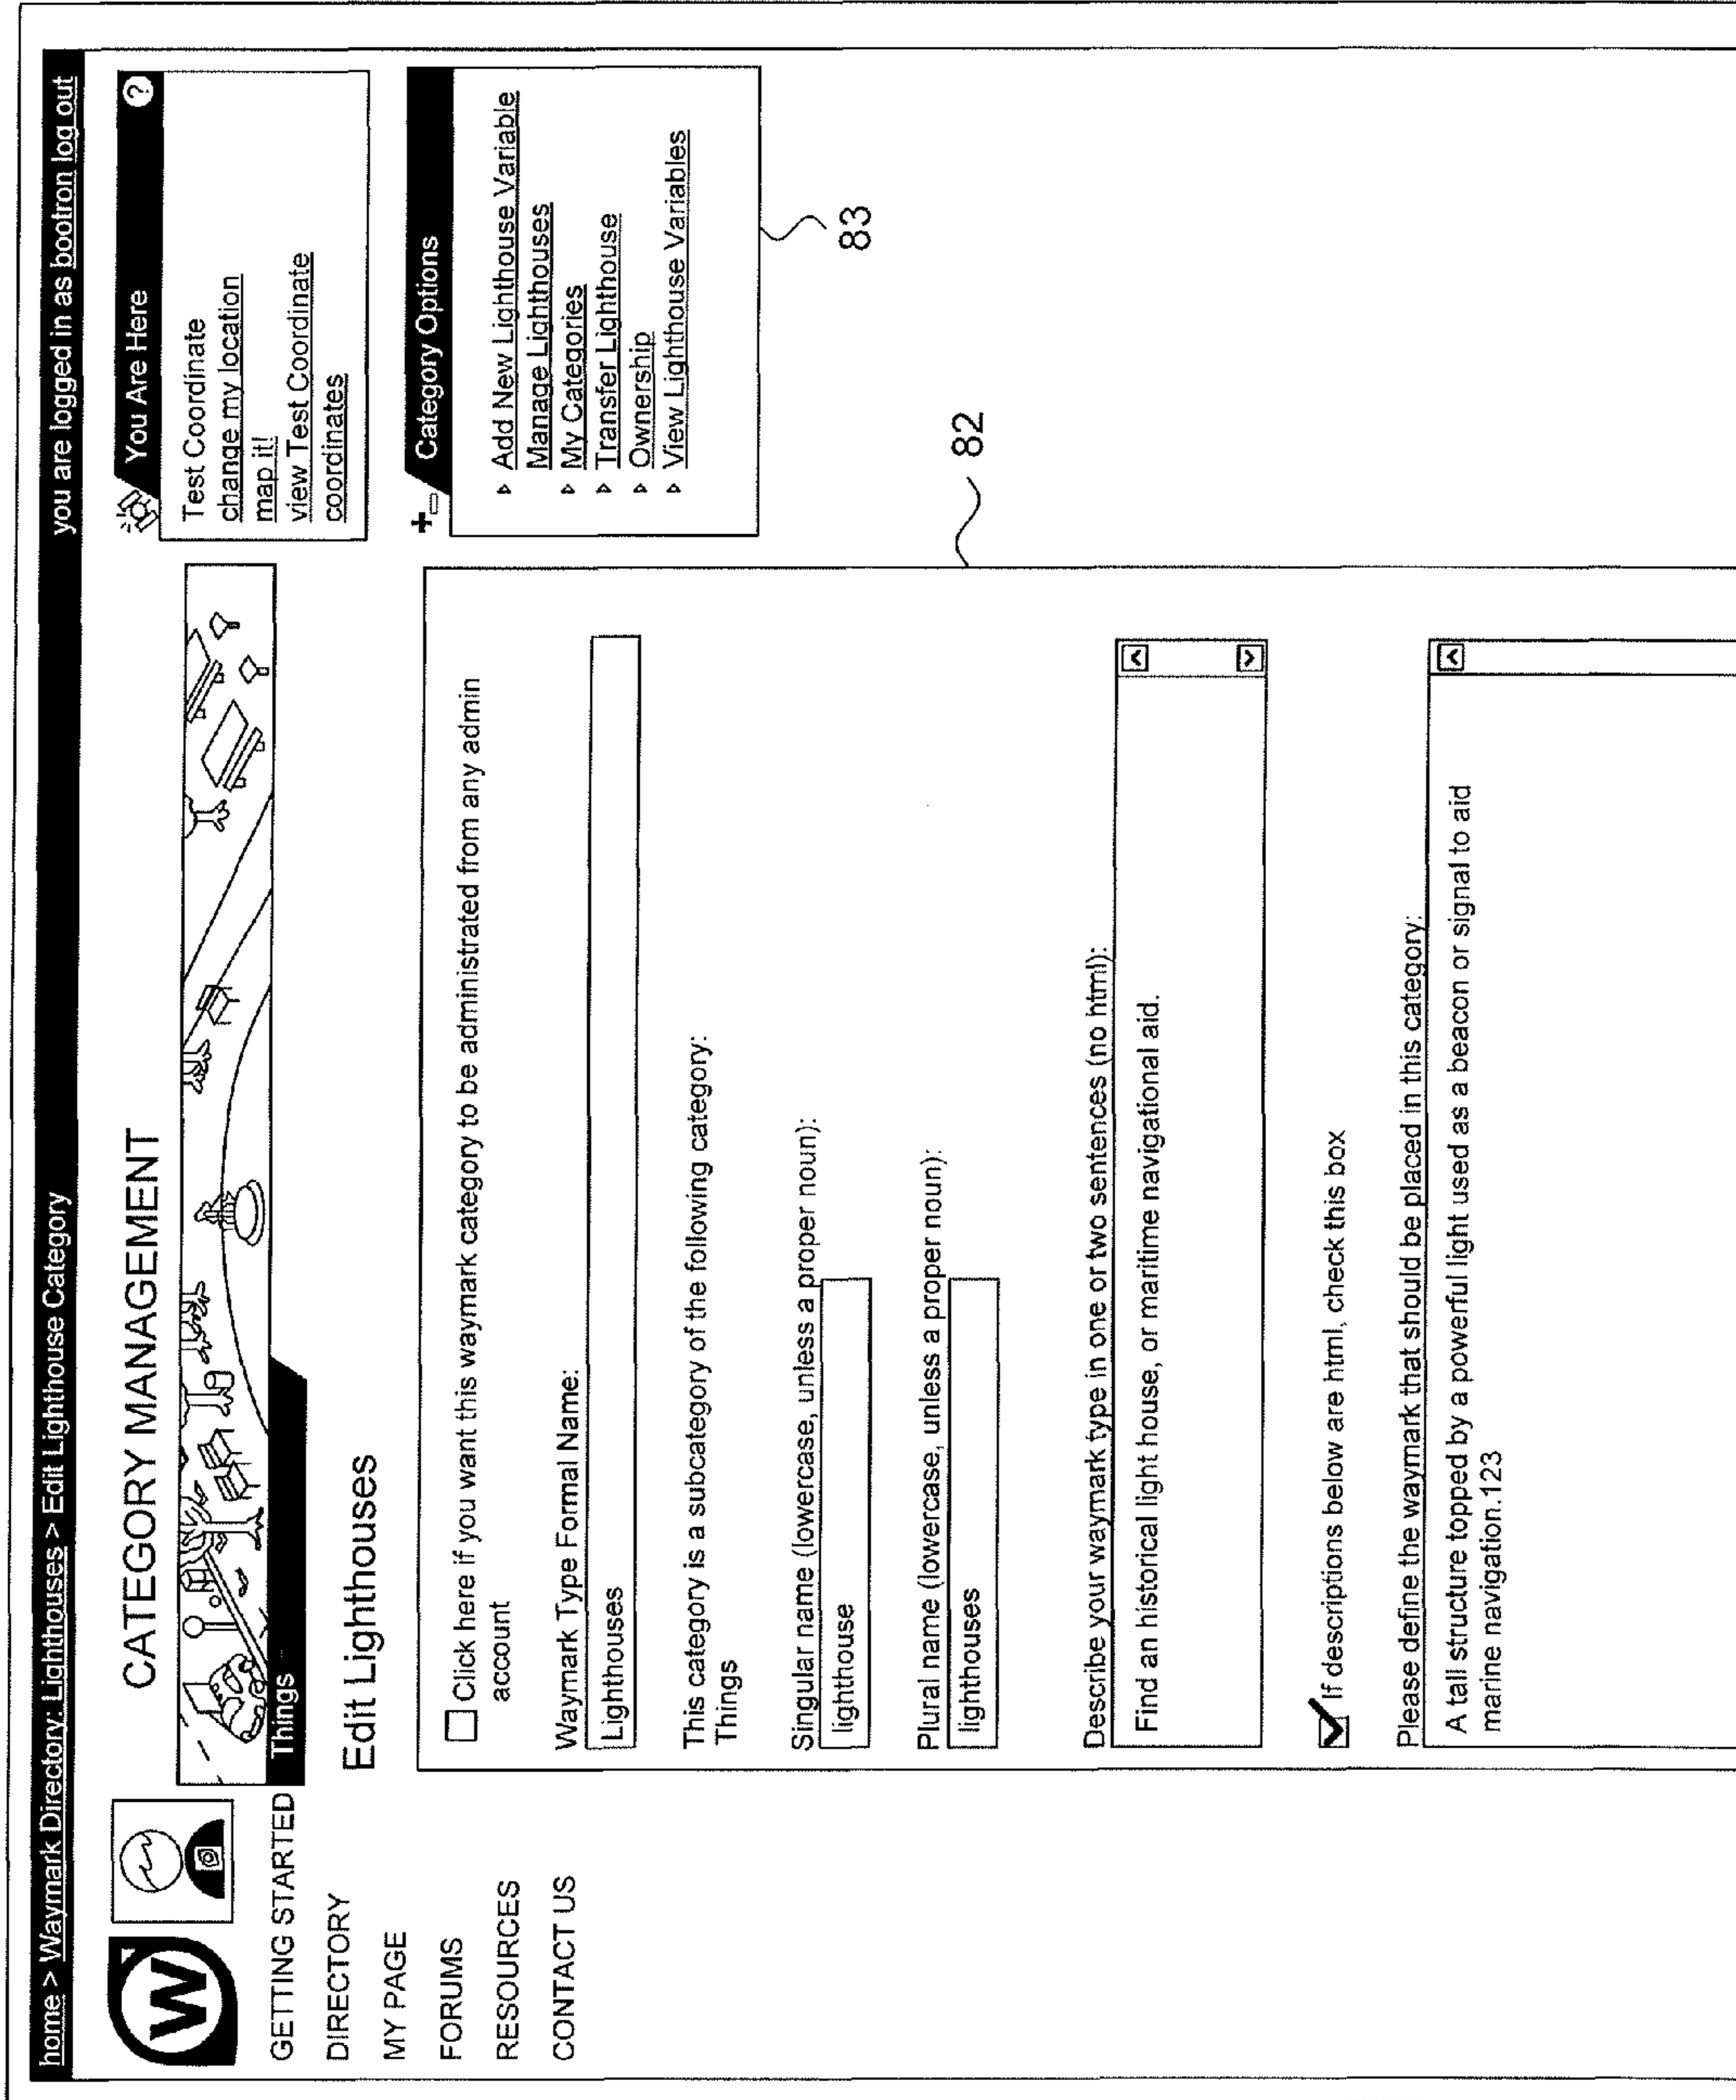 home > Waymark Directory: Lighthouses > Edit Lighthouse Category
you are logged in as bootron log out
W
GETTING STARTED
DIRECTORY
MY PAGE
FORUMS
RESOURCES
CONTACT US
CATEGORY MANAGEMENT
Things
Edit Lighthouses
Click here if you want this waymark category to be administrated from any admin
account
Waymark Type Formal Name:
Lighthouses
This category is a subcategory of the following category:
Things
Singular name (lowercase, unless a proper noun):
lighthouse
Plural name (lowercase, unless a proper noun):
lighthouses
Describe your waymark type in one or two sentences (no html):
Find an historical light house, or maritime navigational aid.
If descriptions below are html, check this box
Please define the waymark that should be placed in this category:
A tall structure topped by a powerful light used as a beacon or signal to aid
marine navigation.123
You Are Here
?
Test Coordinate
change my location
map it!
view Test Coordinate
coordinates
Category Options
Add New Lighthouse Variable
Manage Lighthouses
My Categories
Transfer Lighthouse
Ownership
View Lighthouse Variables
83
82